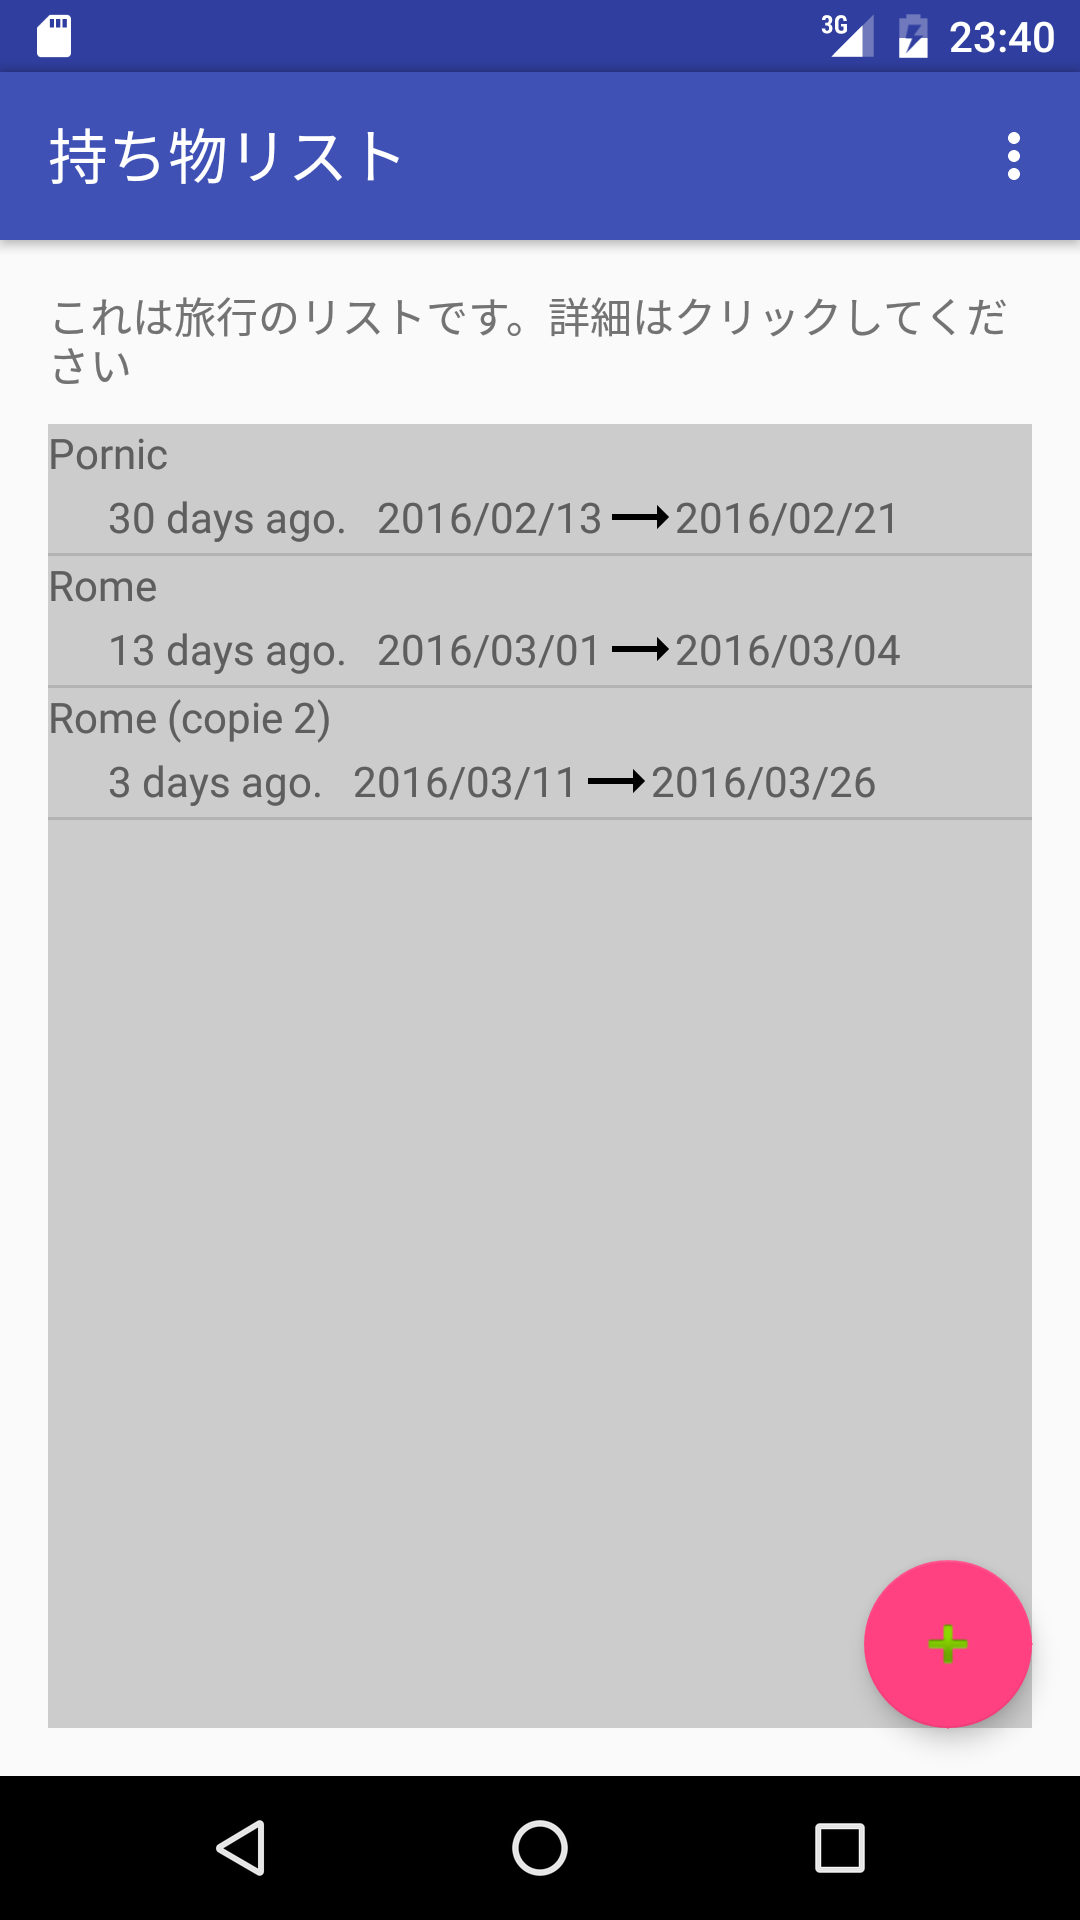 3G 23:40
持ち物リスト
これは旅行のリストです。詳細はクリックしてくだ
さい
Pornic
30 days ago. 2016/02/13 2016/02/21
Rome
13 days ago. 2016/03/01 2016/03/04
Rome (copie 2)
3 days ago. 2016/03/11 2016/03/26